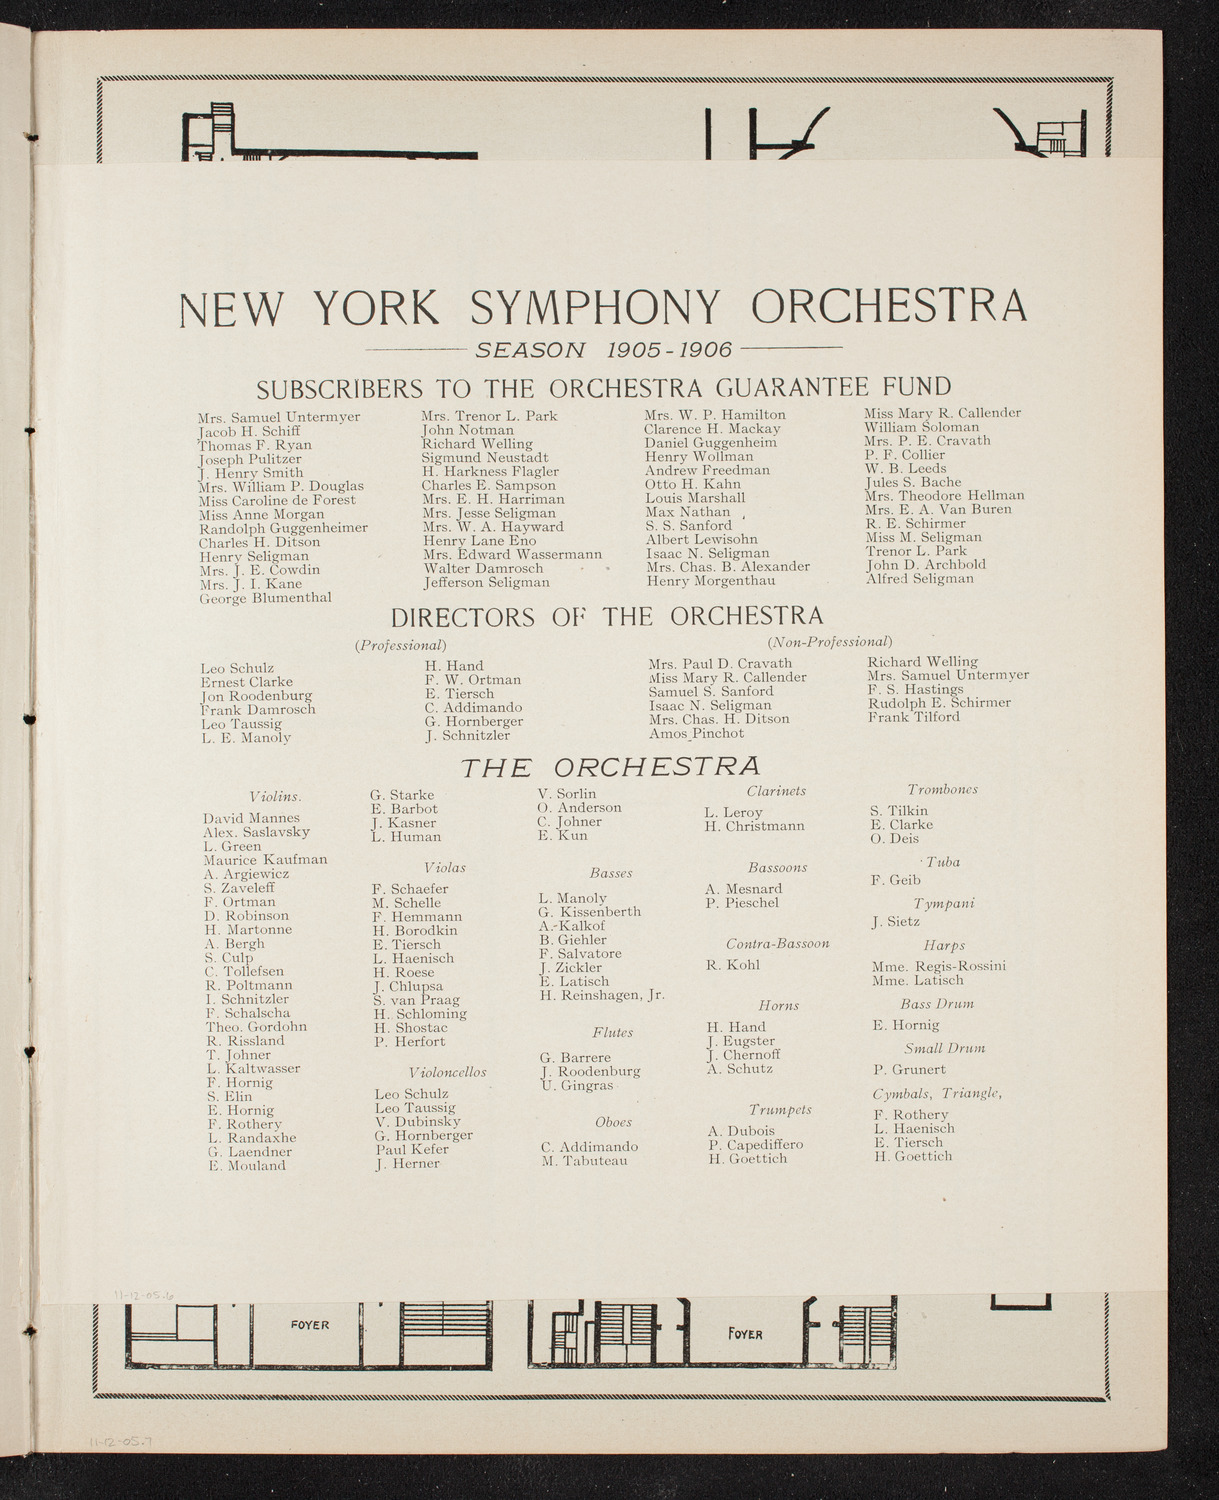 NEW YORK SYMPHONY ORCHESTRA
SEASON 1905-1906
SUBSCRIBERS TO THE ORCHESTRA GUARANTEE FUND
Mrs. Samuel Untermyer
Jacob H. Schiff
Thomas F. Ryan
Joseph Pulitzer
J. Henry Smith
Mrs. William P. Douglas
Miss Caroline de Forest
Miss Anne Morgan
Randolph Guggenheimer
Charles H. Ditson
Henry Seligman
Mrs. J. E. Cowdin
Mrs. J. I. Kane
George Blumenthal
Mrs. Trenor L. Park
John Notman
Richard Welling
Sigmund Neustadt
H. Harkness Flagler
Charles E. Sampson
Mrs. E. H. Harriman
Mrs. Jesse Seligman
Mrs. W. A. Hayward
Henry Lane Eno
Mrs. Edward Wassermann
Walter Damrosch
Jefferson Seligman
Mrs. W. P. Hamilton
Clarence H. Mackay
Daniel Guggenheim
Henry Wollman
Andrew Freedman
Otto H. Kahn
Louis Marshall
Max Nathan
S. S. Sanford
Albert Lewisohn
Isaac N. Seligman
Mrs. Chas. B. Alexander
Henry Morgenthau
Miss Mary R. Callender
William Soloman
Mrs. P. E. Cravath
P. F. Collier
W. B. Leeds
Jules S. Bache
Mrs. Theodore Hellman
Mrs. E. A. Van Buren
R. E. Schirmer
Miss M. Seligman
Trenor L. Park
John D. Archbold
Alfred Seligman
DIRECTORS OF THE ORCHESTRA
(Professional)
Leo Schulz
Ernest Clarke
Jon Roodenburg
Frank Damrosch
Leo Taussig
L. E. Manoly
H. Hand
F. W. Ortman
E. Tiersch
C. Addimando
G. Hornberger
J. Schnitzler
(Non-Professional)
Mrs. Paul D. Cravath
Miss Mary R. Callender
Samuel S. Sanford
Isaac N. Seligman
Mrs. Chas. H. Ditson
Amos Pinchot
Richard Welling
Mrs. Samuel Untermyer
F. S. Hastings
Rudolph E. Schirmer
Frank Tilford
THE ORCHESTRA
Violins.
David Mannes
Alex. Saslavsky
L. Green
Maurice Kaufman
A. Argiewicz
S. Zaveleff
F. Ortman
D. Robinson
H. Martonne
A. Bergh
S. Culp
C. Tollefsen
R. Poltmann
I. Schnitzler
F. Schalscha
Theo. Gordohn
R. Rissland
T. Johner
L. Kaltwasser
F. Hornig
S. Elin
E. Hornig
F. Rothery
L. Randaxhe
G. Laendner
E. Mouland
G. Starke
E. Barbot
J. Kasner
L. Human
Violas
F. Schaefer
M. Schelle
F. Hemmann
H. Borodkin
E. Tiersch
L. Haenisch
H. Roese
J. Chlupsa
S. van Praag
H. Schloming
H. Shostac
P. Herfort
Violoncellos
Leo Schulz
Leo Taussig
V. Dubinsky
G. Hornberger
Paul Kefer
J. Herner
V. Sorlin
O. Anderson
C. Johner
E. Kun
Basses
L. Manoly
G. Kissenberth
A. Kalkof
B. Giehler
F. Salvatore
J. Zickler
E. Latisch
H. Reinshagen, Jr.
Flutes
G. Barrere
J. Roodenburg
U. Gingras
Oboes
C. Addimando
M. Tabuteau
Clarinets
L. Leroy
H. Christmann
Bassoons
A. Mesnard
P. Pieschel
Contra-Bassoon
R. Kohl
Horns
H. Hand
J. Eugster
J. Chernoff
A. Schutz
Trumpets
A. Dubois
P. Capediffero
H. Goettich
Trombones
S. Tilkin
E. Clarke
O. Deis
Tuba
F. Geib
Tympani
J. Sietz
Harps
Mme. Regis-Rossini
Mme. Latisch
Bass Drum
E. Hornig
Small Drum
P. Grunert
Cymbals, Triangle,
F. Rothery
L. Haenisch
E. Tiersch
H. Goettich
11-12-05.6
FOYER
FOYER
11-12-05.7